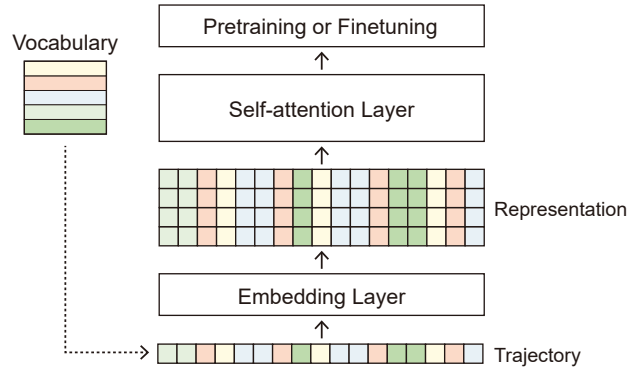 Pretraining or Finetuning
Vocabulary
Self-attention Layer
Representation
Embedding Layer
Trajectory